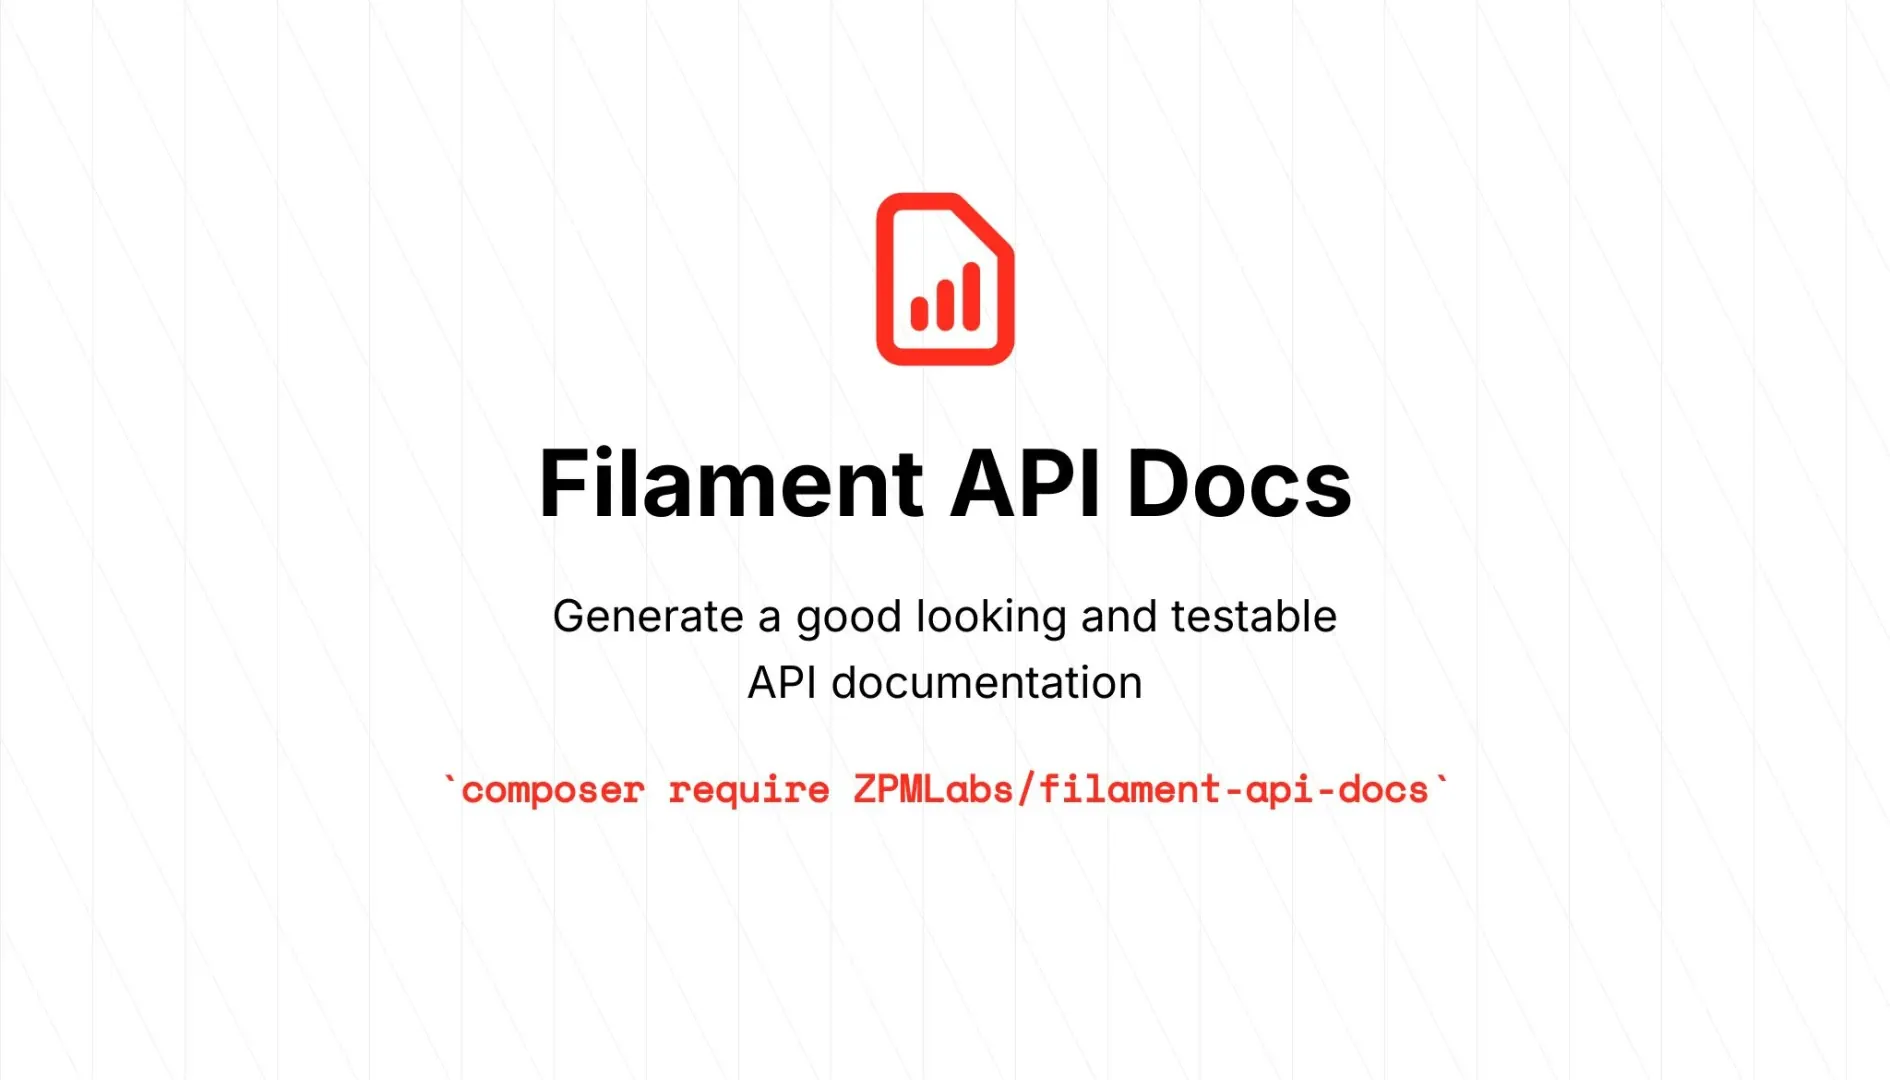 Filament API Docs
Generate a good looking and testable
API documentation
`composer require ZPMLabs/filament-api-docs`